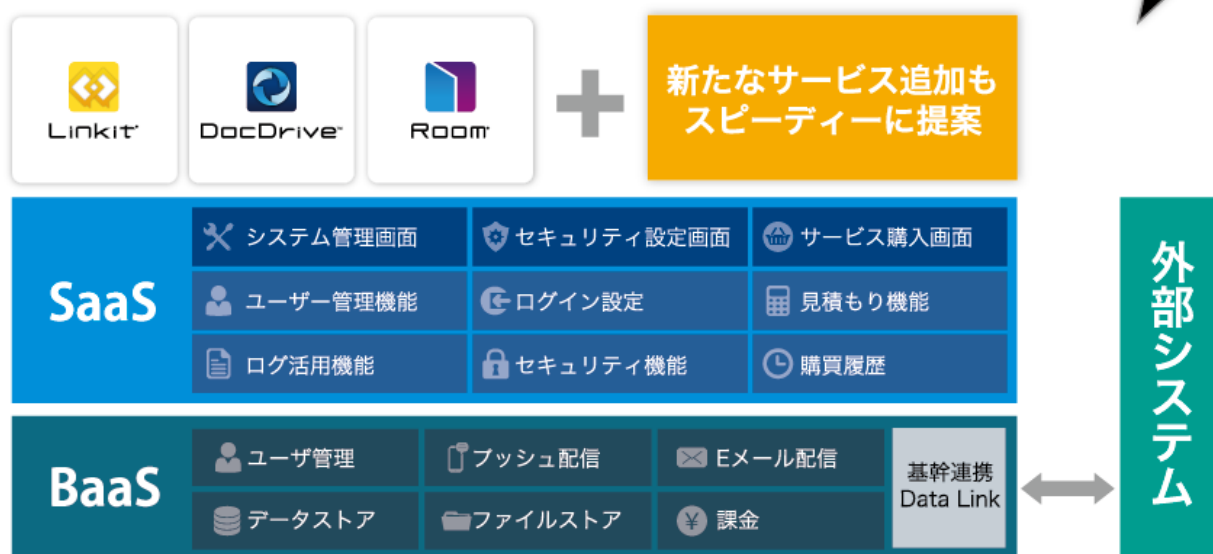 Linkit
DocDrive
Room
新たなサービス追加も
スピーディーに提案
SaaS
システム管理画面
セキュリティ設定画面
サービス購入画面
ユーザー管理機能
ログイン設定
見積もり機能
ログ活用機能
セキュリティ機能
購買履歴
BaaS
ユーザ管理
プッシュ配信
Eメール配信
データストア
ファイルストア
¥
課金
基幹連携
Data Link
外部システム